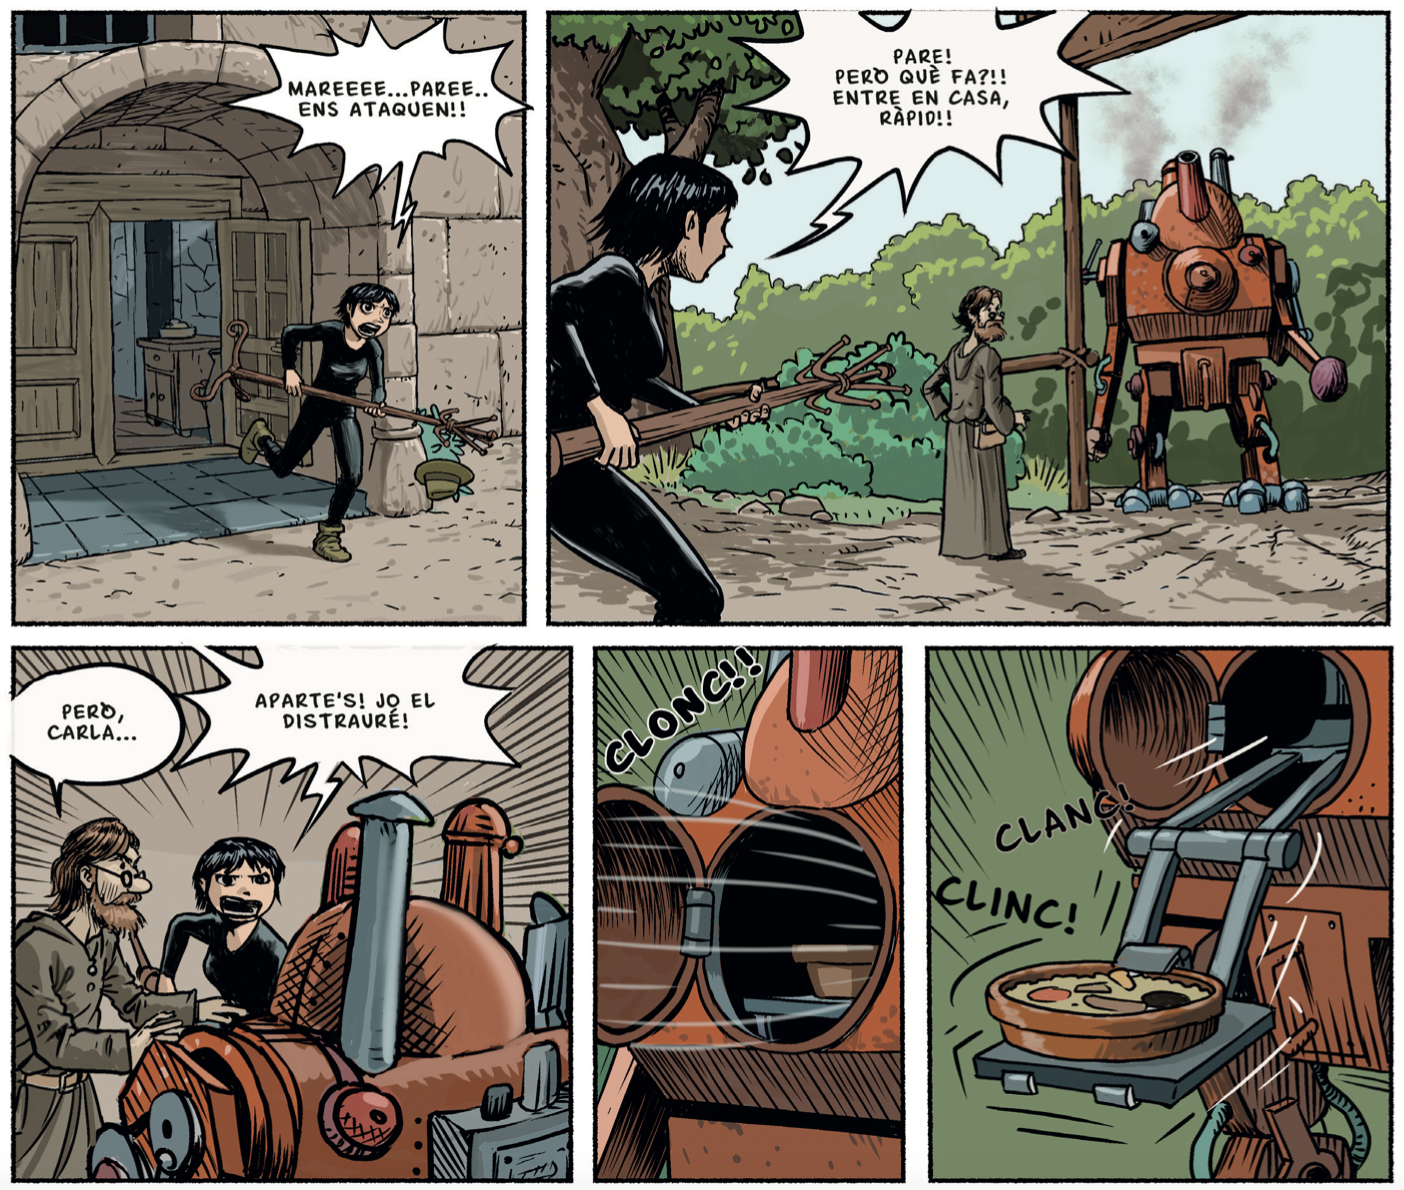 MAREEEE...PAREE..
ENS ATAQUEN!!
PARE!
PERÒ QUÈ FA?!!
ENTRE EN CASA,
RÀPID!!
PERÒ,
CARLA...
APARTE'S! JO EL
DISTRAURÉ!
CLONC!!
CLANC!
CLINC!